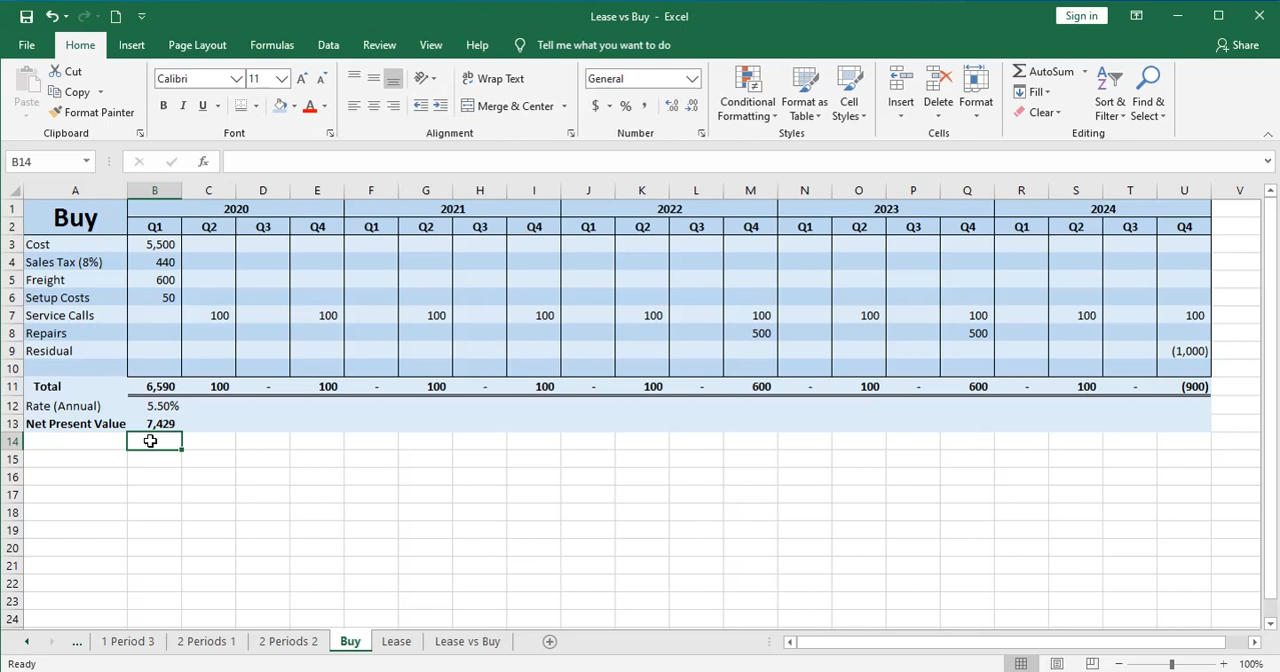 Lease vs Buy - Excel
Sign in
File Home Insert Page Layout Formulas Data Review View Help Tell me what you want to do Share
Paste Cut Copy Format Painter Clipboard
Calibri 11 B I U A Font
Wrap Text Merge & Center Alignment
General $ % , Number
Conditional Formatting Format as Table Cell Styles Styles
Insert Delete Format Cells
AutoSum Fill Clear Sort & Filter Find & Select Editing
B14 fx
A B C D E F G H I J K L M N O P Q R S T U V
1 Buy 2020 2021 2022 2023 2024
2 Q1 Q2 Q3 Q4 Q1 Q2 Q3 Q4 Q1 Q2 Q3 Q4 Q1 Q2 Q3 Q4 Q1 Q2 Q3 Q4
3 Cost 5,500
4 Sales Tax (8%) 440
5 Freight 600
6 Setup Costs 50
7 Service Calls 100 100 100 100 100 100 100 100 100 100
8 Repairs 500 500
9 Residual (1,000)
10
11 Total 6,590 100 - 100 - 100 - 100 - 100 - 600 - 100 - 600 - 100 - (900)
12 Rate (Annual) 5.50%
13 Net Present Value 7,429
14
15
16
17
18
19
20
21
22
23
24
... 1 Period 3 2 Periods 1 2 Periods 2 Buy Lease Lease vs Buy
Ready 100%